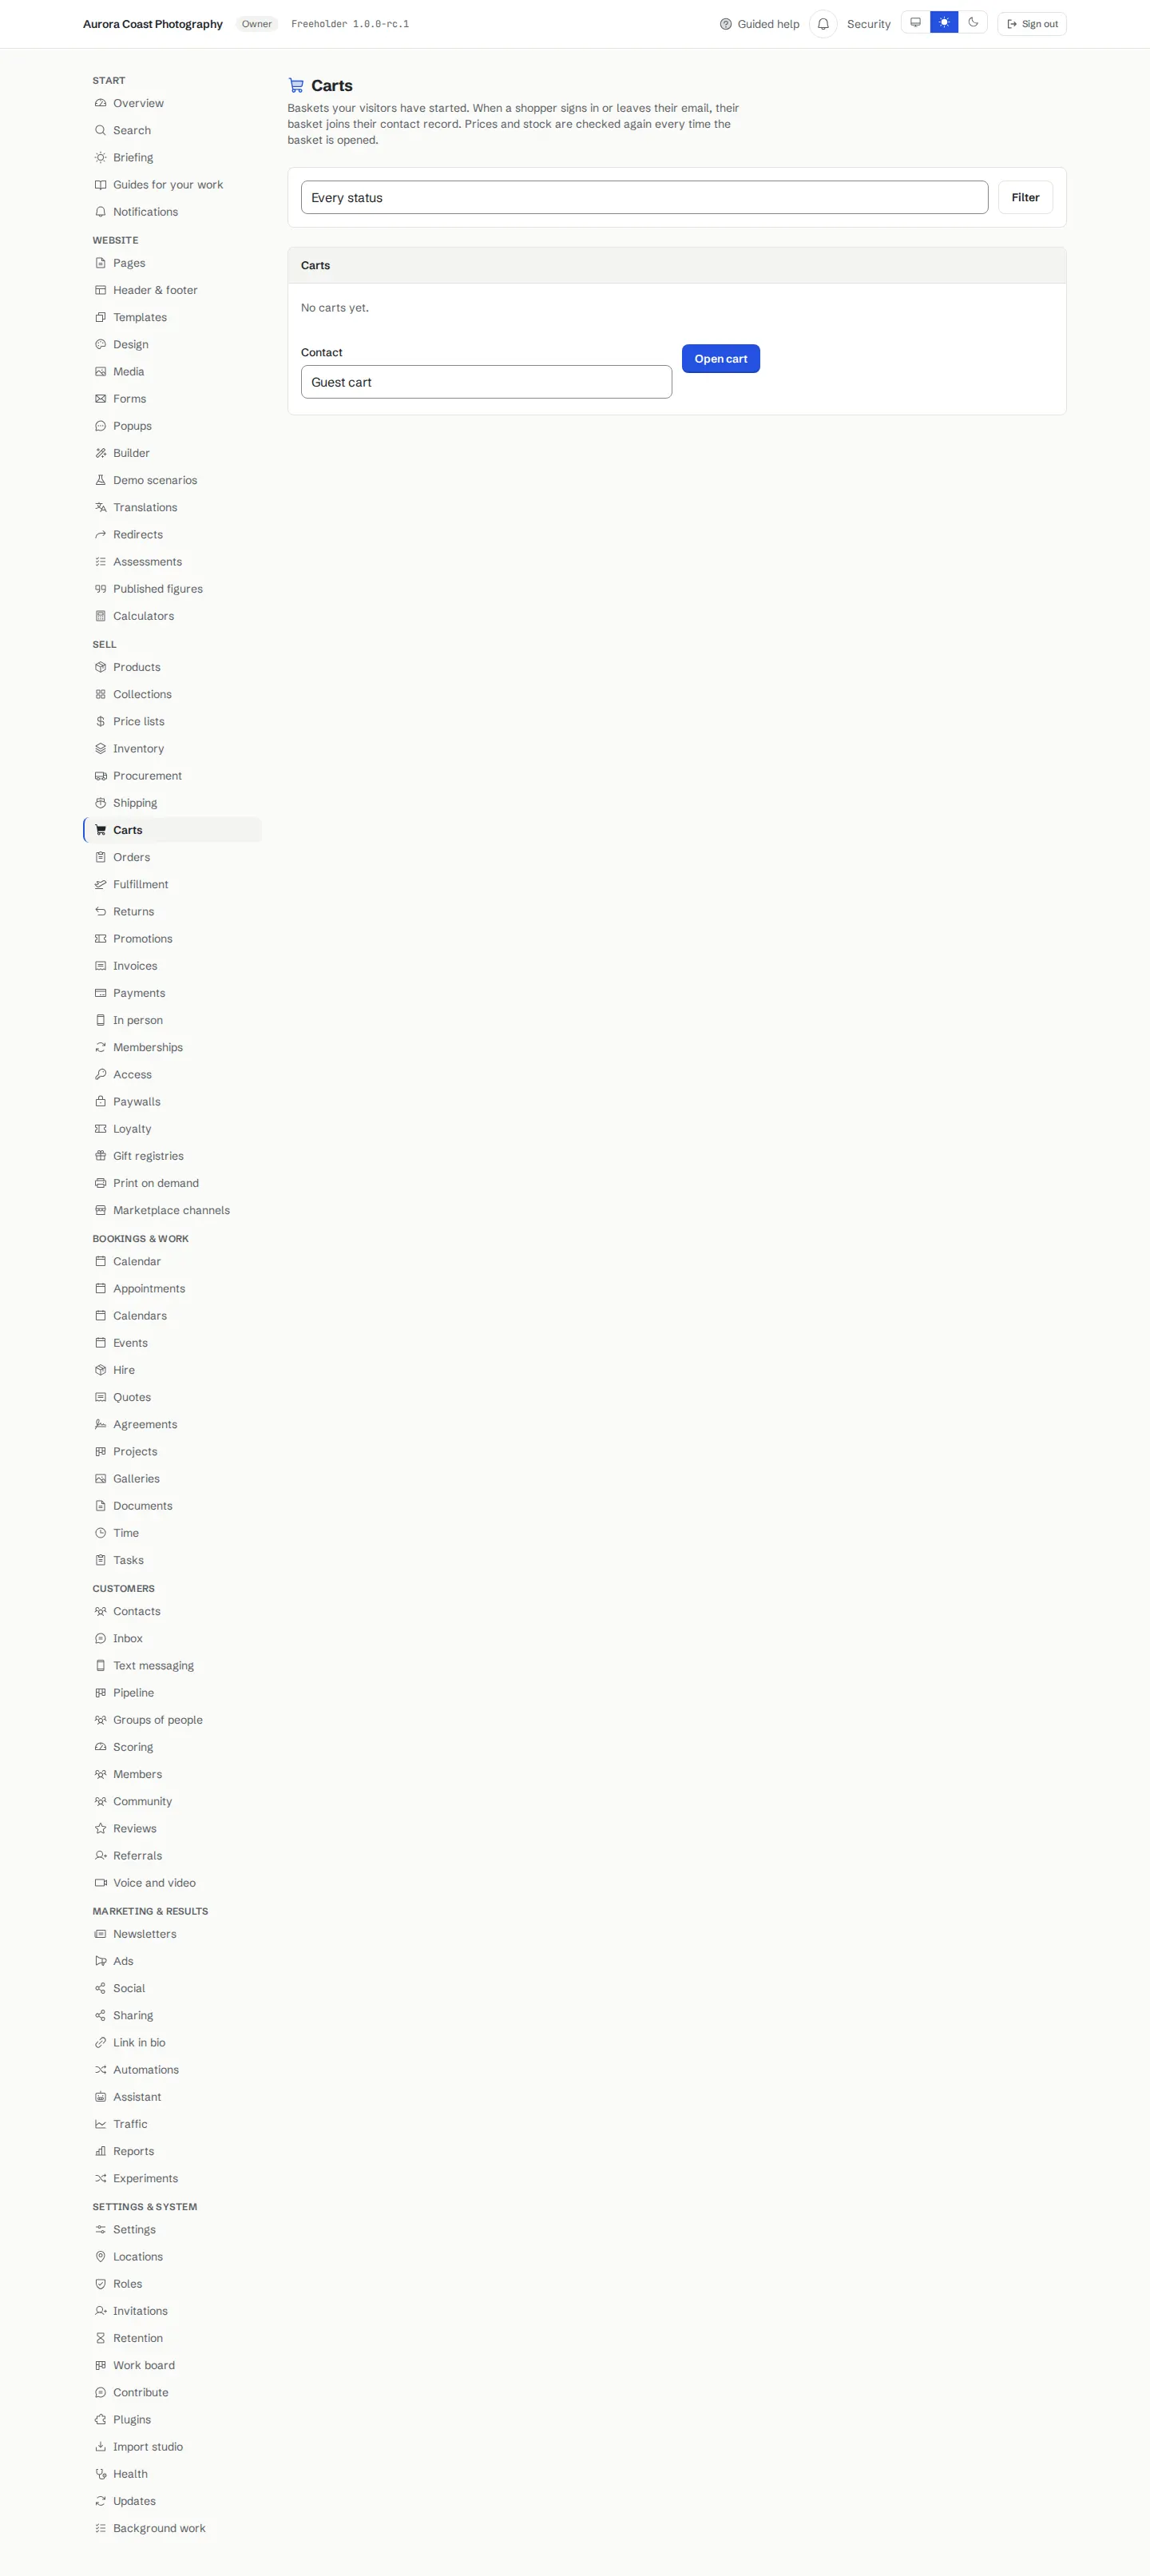 Aurora Coast Photography
Owner
Freeholder 1.0.0-rc.1
Guided help
Security
Sign out
START
Overview
Search
Briefing
Guides for your work
Notifications
WEBSITE
Pages
Header & footer
Templates
Design
Media
Forms
Popups
Builder
Demo scenarios
Translations
Redirects
Assessments
Published figures
Calculators
SELL
Products
Collections
Price lists
Inventory
Procurement
Shipping
Carts
Orders
Fulfillment
Returns
Promotions
Invoices
Payments
In person
Memberships
Access
Paywalls
Loyalty
Gift registries
Print on demand
Marketplace channels
BOOKINGS & WORK
Calendar
Appointments
Calendars
Events
Hire
Quotes
Agreements
Projects
Galleries
Documents
Time
Tasks
CUSTOMERS
Contacts
Inbox
Text messaging
Pipeline
Groups of people
Scoring
Members
Community
Reviews
Referrals
Voice and video
MARKETING & RESULTS
Newsletters
Ads
Social
Sharing
Link in bio
Automations
Assistant
Traffic
Reports
Experiments
SETTINGS & SYSTEM
Settings
Locations
Roles
Invitations
Retention
Work board
Contribute
Plugins
Import studio
Health
Updates
Background work
Carts
Baskets your visitors have started. When a shopper signs in or leaves their email, their
basket joins their contact record. Prices and stock are checked again every time the
basket is opened.
Every status
Filter
Carts
No carts yet.
Contact
Guest cart
Open cart